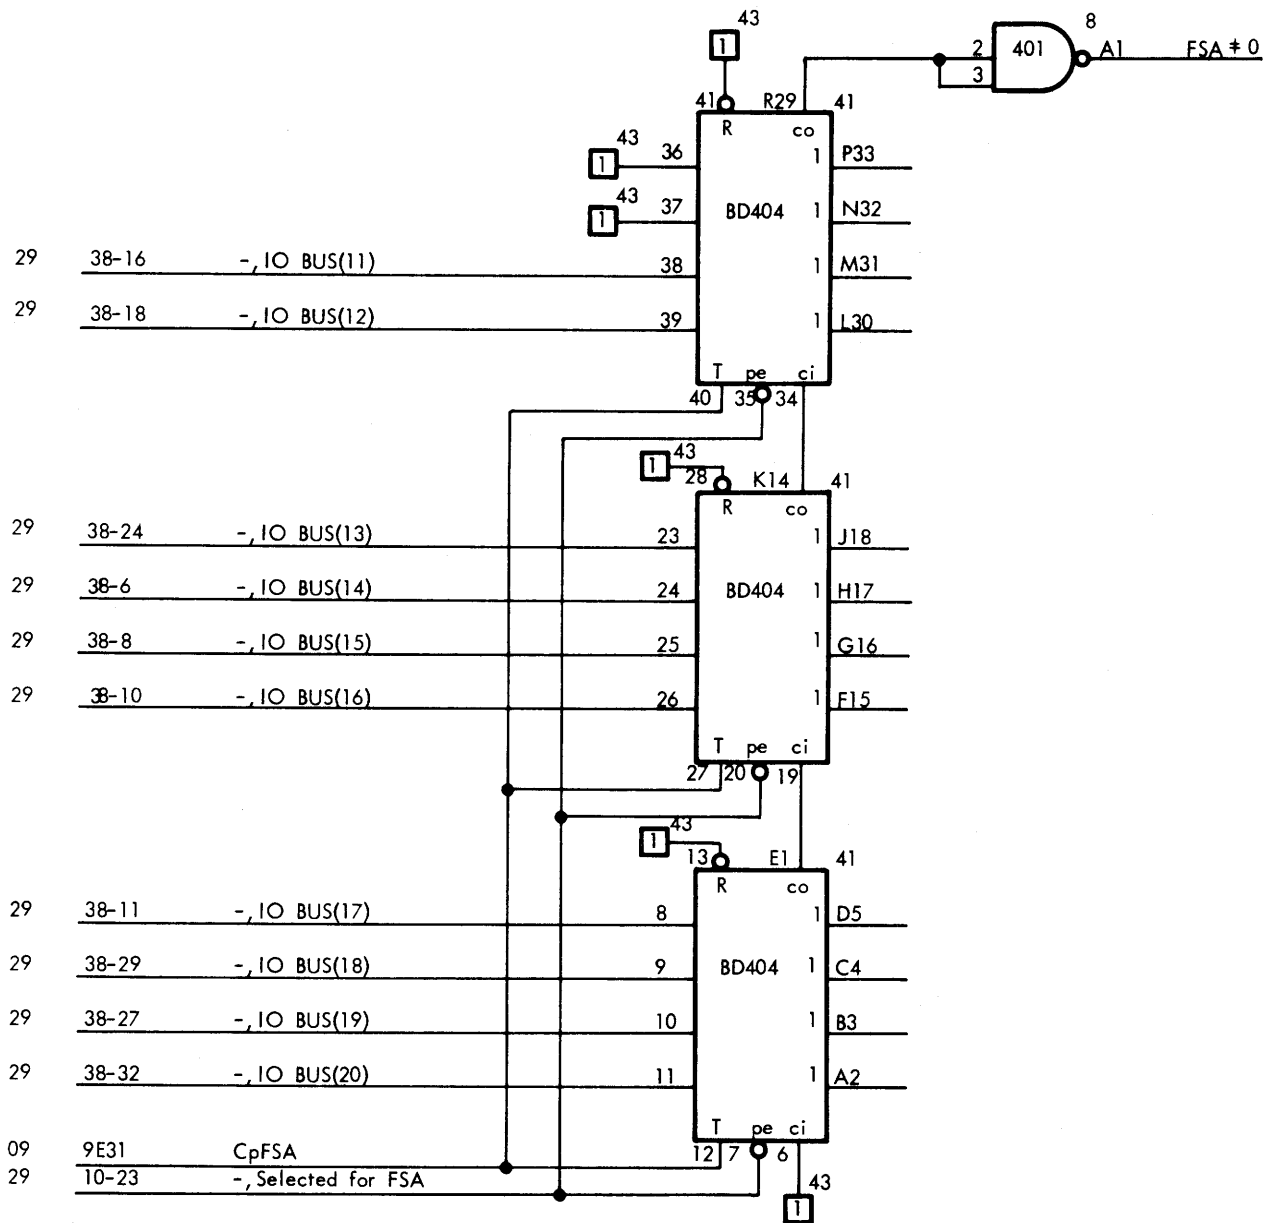 43
8
1
2 401 A1 FSA ≠ 0
3
41 R29 41
R co
43
1 36 1 P33
43
1 37 BD404 1 N32
29 38-16 -, IO BUS(11) 38 1 M31
29 38-18 -, IO BUS(12) 39 1 L30
T pe ci
40 35 34
43
1 28 K14 41
R co
29 38-24 -, IO BUS(13) 23 1 J18
29 38-6 -, IO BUS(14) 24 BD404 1 H17
29 38-8 -, IO BUS(15) 25 1 G16
29 38-10 -, IO BUS(16) 26 1 F15
T pe ci
27 20 19
43
1 13 E1 41
R co
29 38-11 -, IO BUS(17) 8 1 D5
29 38-29 -, IO BUS(18) 9 BD404 1 C4
29 38-27 -, IO BUS(19) 10 1 B3
29 38-32 -, IO BUS(20) 11 1 A2
T pe ci
09 9E31 CpFSA 12 7 6
29 10-23 -, Selected for FSA
43
1